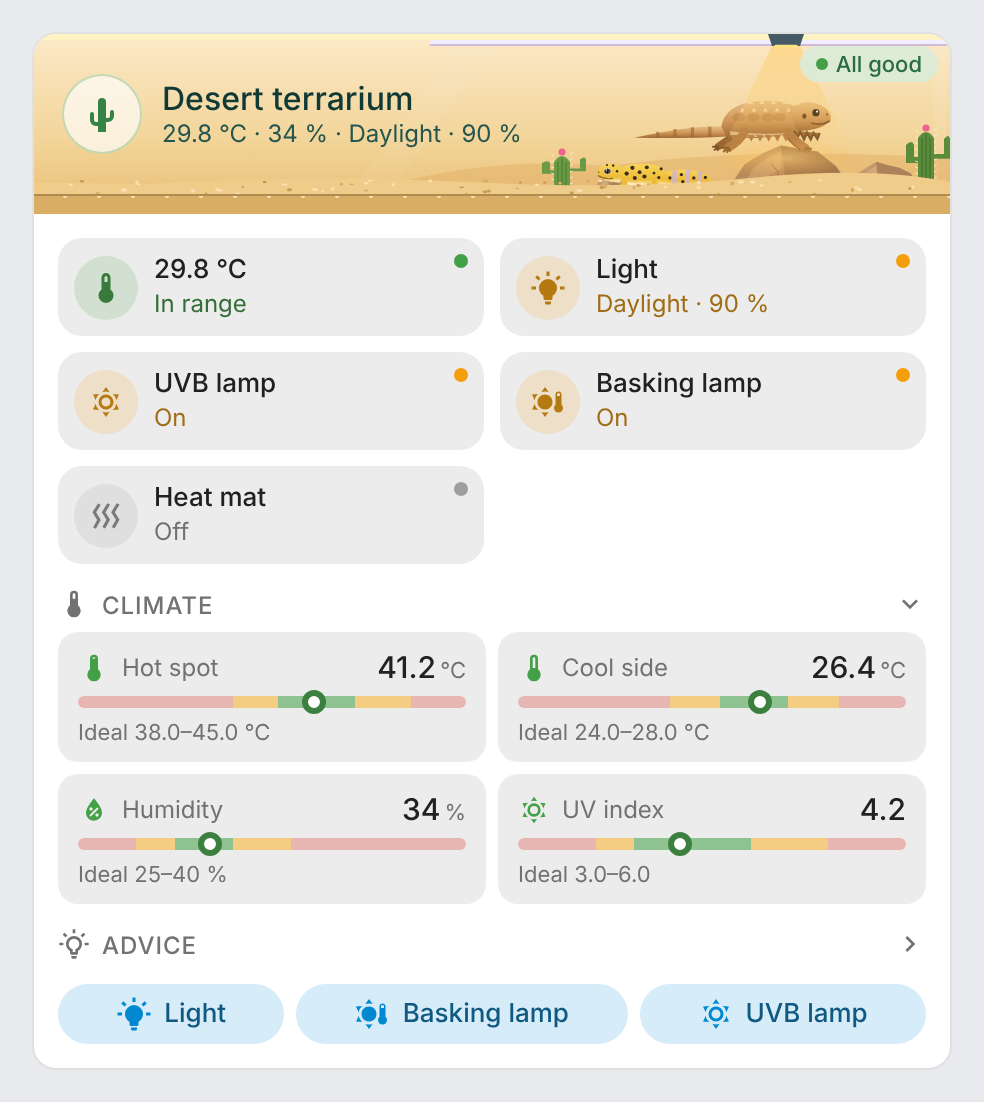 All good
Desert terrarium
29.8 °C · 34 % · Daylight · 90 %
29.8 °C
In range
Light
Daylight · 90 %
UVB lamp
On
Basking lamp
On
Heat mat
Off
CLIMATE
Hot spot 41.2 °C
Ideal 38.0–45.0 °C
Cool side 26.4 °C
Ideal 24.0–28.0 °C
Humidity 34 %
Ideal 25–40 %
UV index 4.2
Ideal 3.0–6.0
ADVICE
Light
Basking lamp
UVB lamp